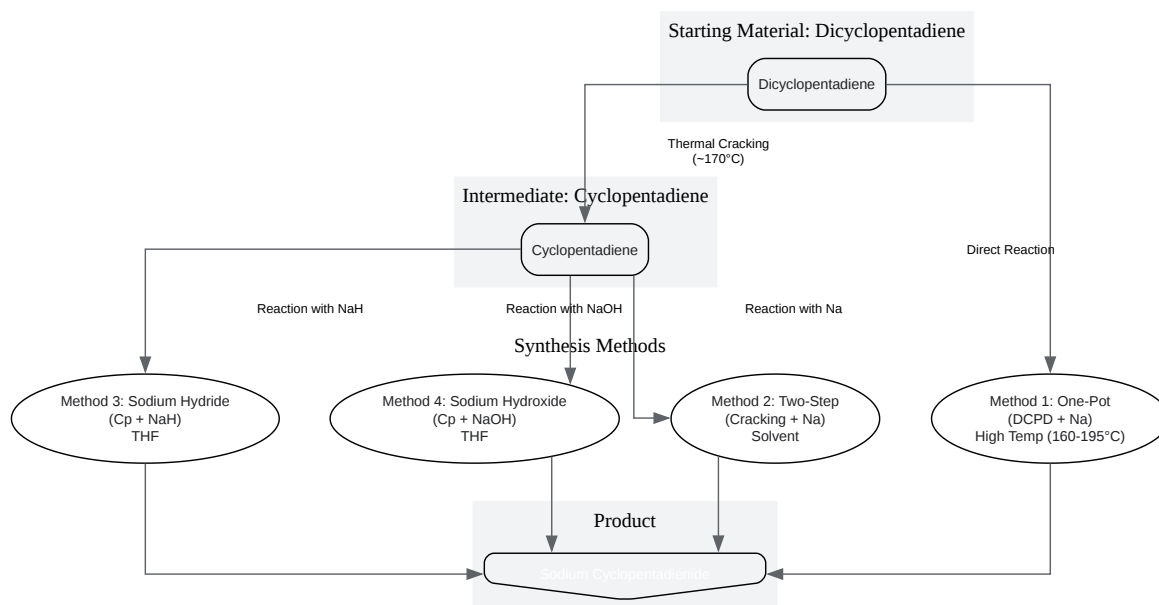 Starting Material: Dicyclopentadiene
Dicyclopentadiene
Thermal Cracking
(~170°C)
Intermediate: Cyclopentadiene
Cyclopentadiene
Direct Reaction
Reaction with NaH
Reaction with NaOH
Reaction with Na
Synthesis Methods
Method 3: Sodium Hydride
(Cp + NaH)
THF
Method 4: Sodium Hydroxide
(Cp + NaOH)
THF
Method 2: Two-Step
(Cracking + Na)
Solvent
Method 1: One-Pot
(DCPD + Na)
High Temp (160-195°C)
Product
Sodium Cyclopentadienide